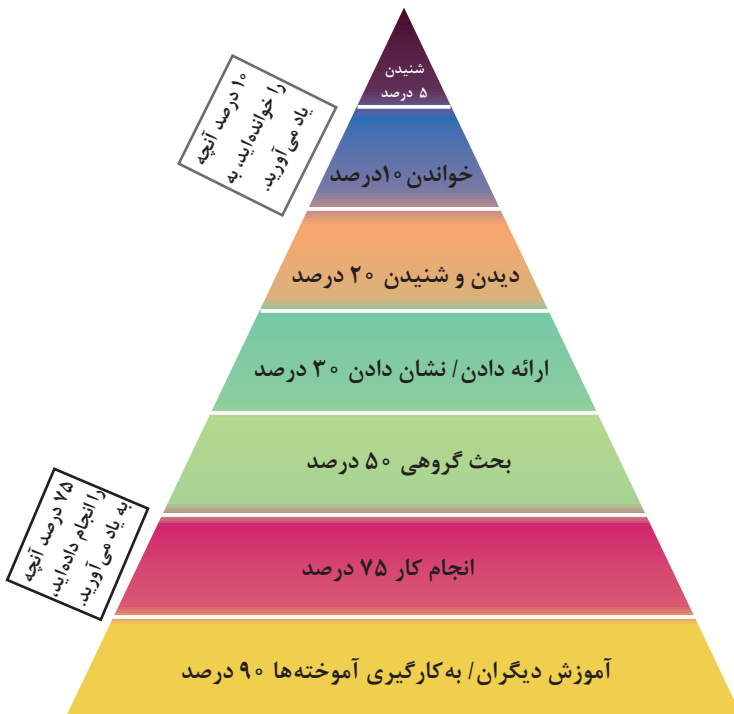 شنیدن
۵ درصد
۱۰ درصد آنچه
را خوانده‌اید، به
یاد می‌آورید.
خواندن ۱۰درصد
دیدن و شنیدن ۲۰ درصد
ارائه دادن/ نشان دادن ۳۰ درصد
بحث گروهی ۵۰ درصد
۷۵ درصد آنچه
را انجام داده‌اید،
به یاد می‌آورید.
انجام کار ۷۵ درصد
آموزش دیگران/ به‌کارگیری آموخته‌ها ۹۰ درصد